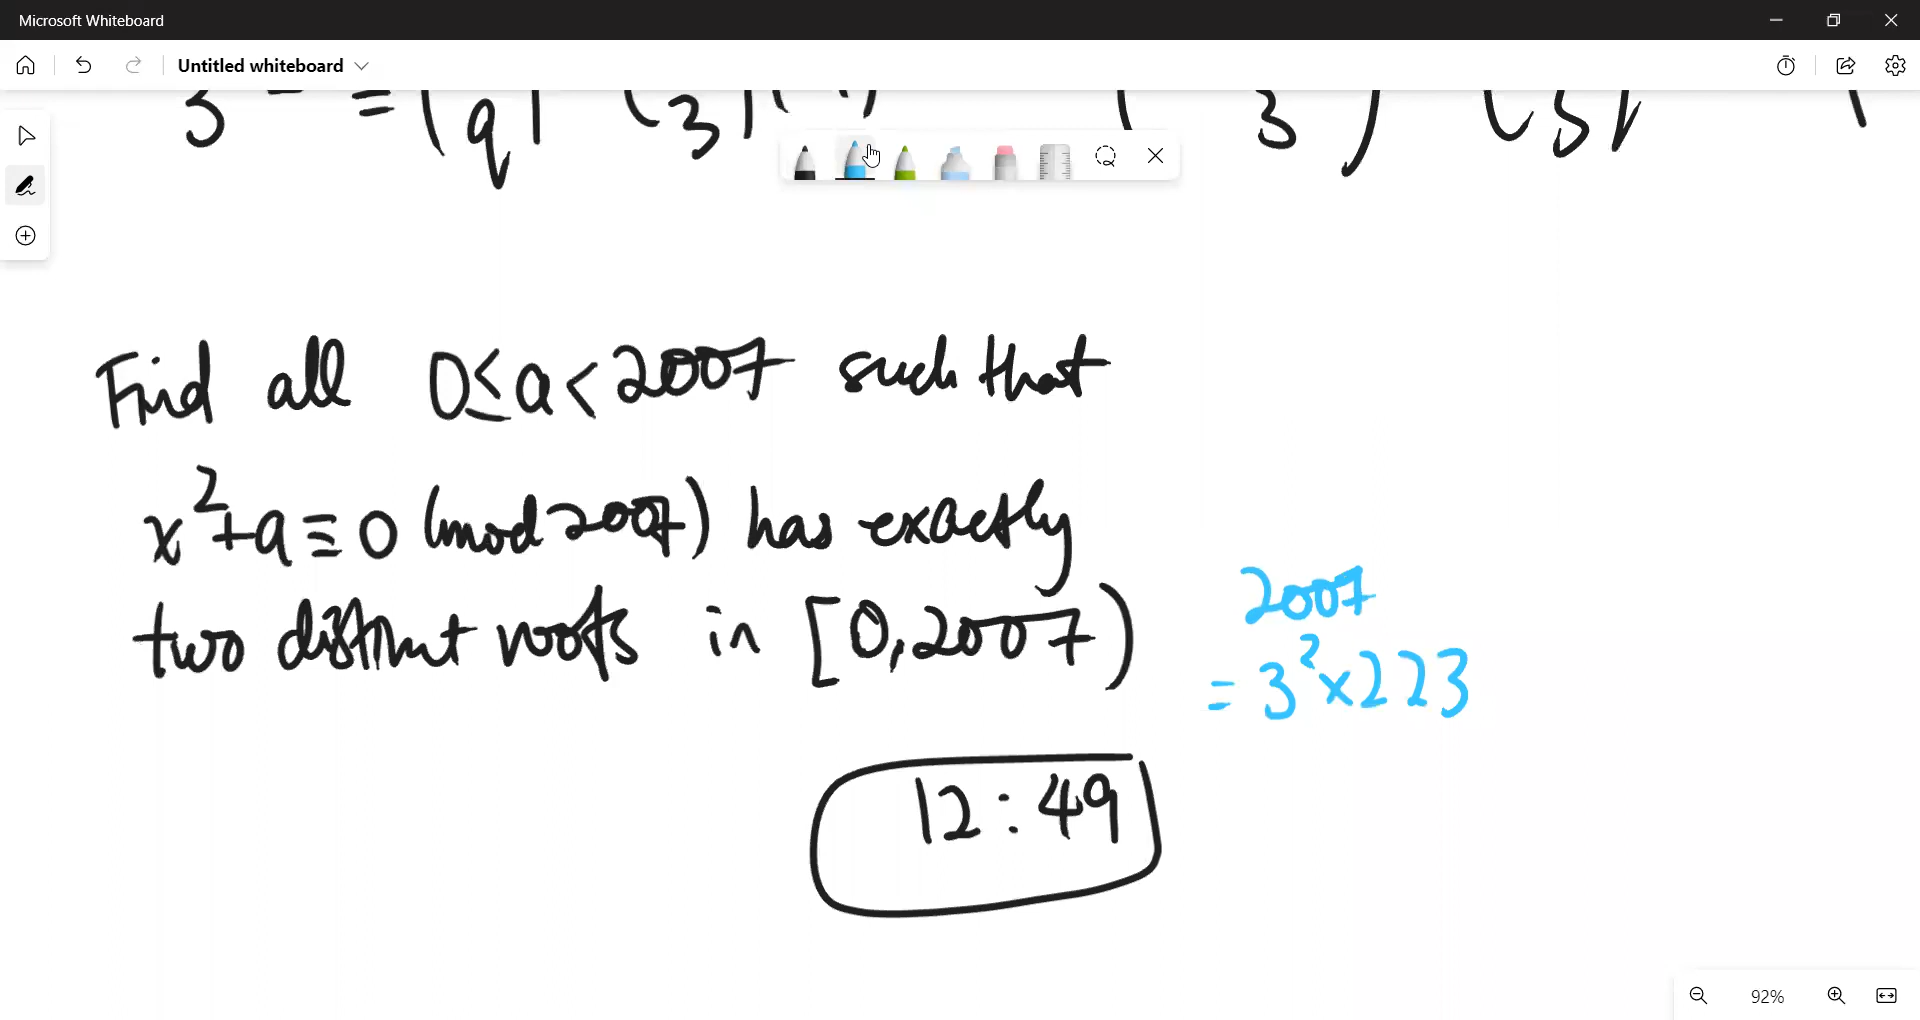 Microsoft Whiteboard
Untitled whiteboard
Find all 0≤a<2007 such that
x²+a≡0 (mod 2007) has exactly
two distinct roots in [0,2007)
2007
=3²×223
12:49
92%